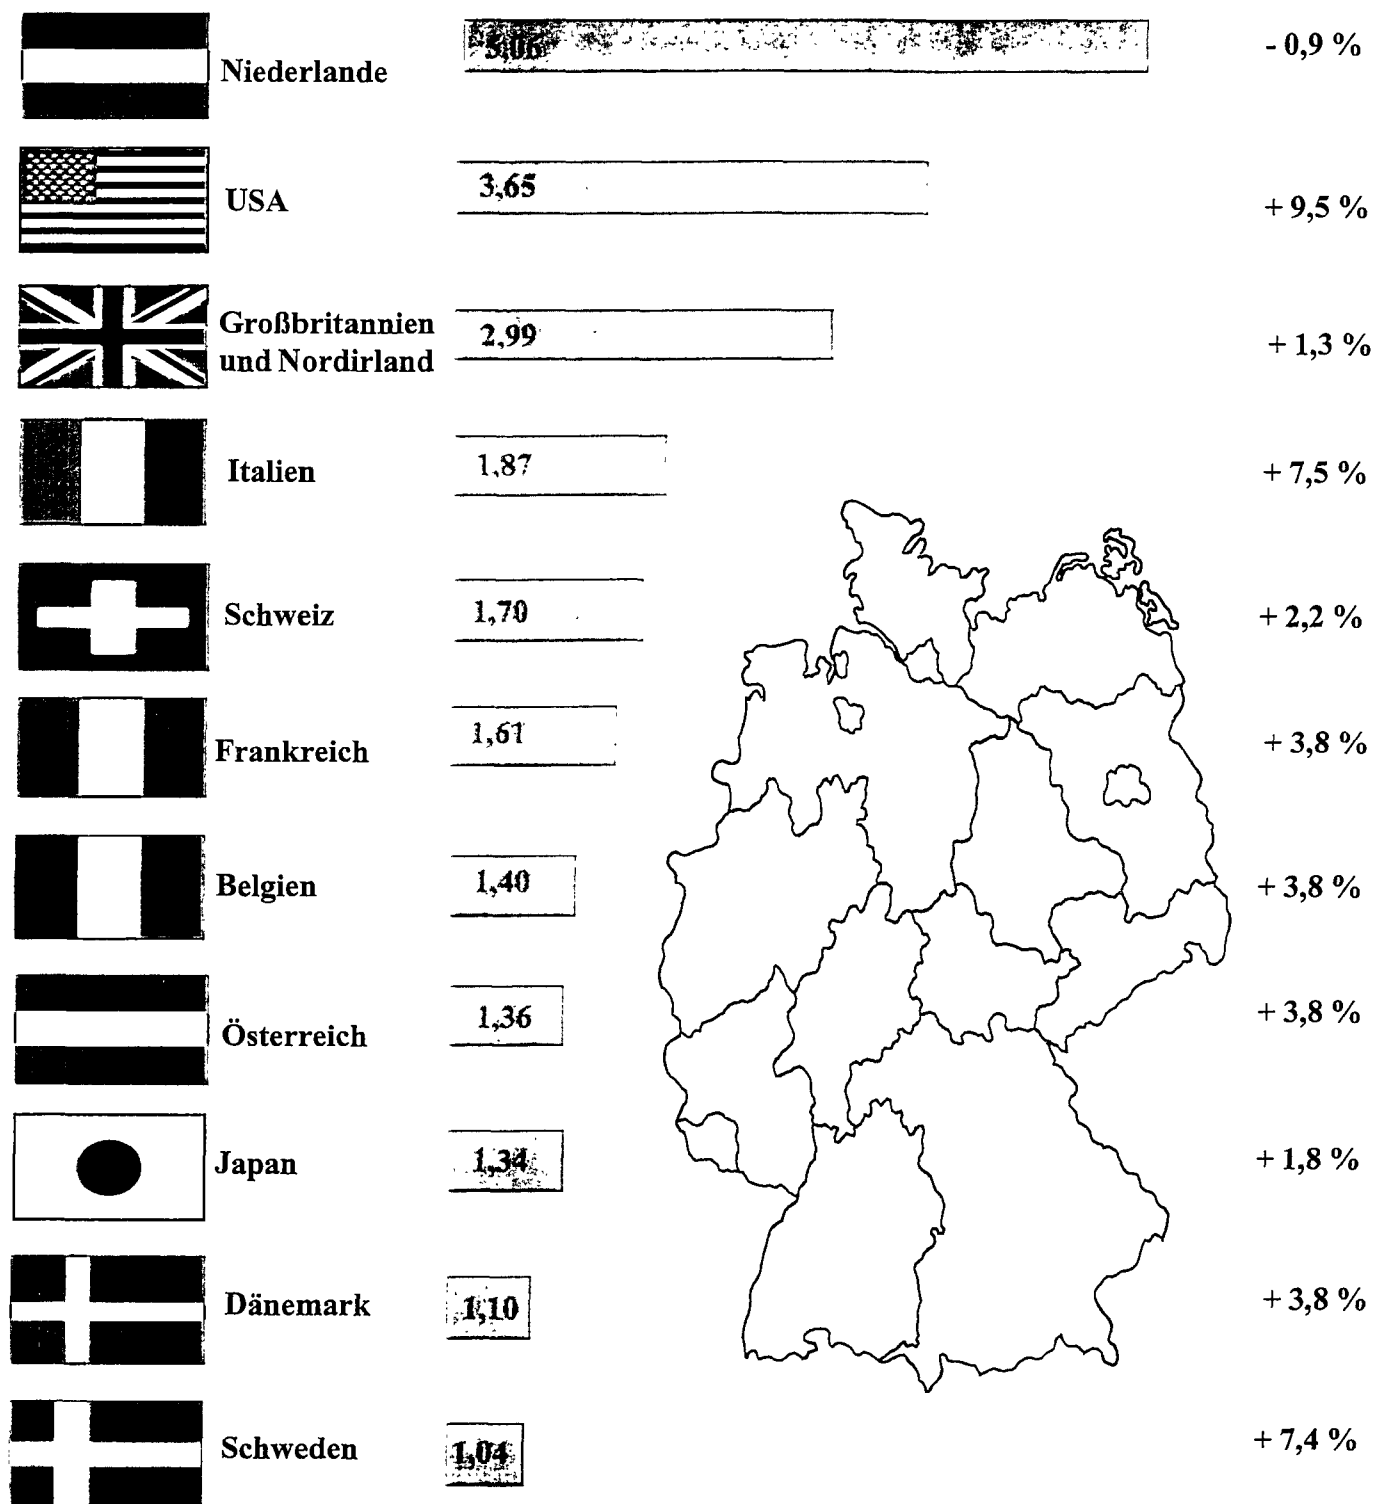 Niederlande 5,06 - 0,9 %
USA 3,65 + 9,5 %
Großbritannien
und Nordirland 2,99 + 1,3 %
Italien 1,87 + 7,5 %
Schweiz 1,70 + 2,2 %
Frankreich 1,61 + 3,8 %
Belgien 1,40 + 3,8 %
Österreich 1,36 + 3,8 %
Japan 1,34 + 1,8 %
Dänemark 1,10 + 3,8 %
Schweden 1,04 + 7,4 %